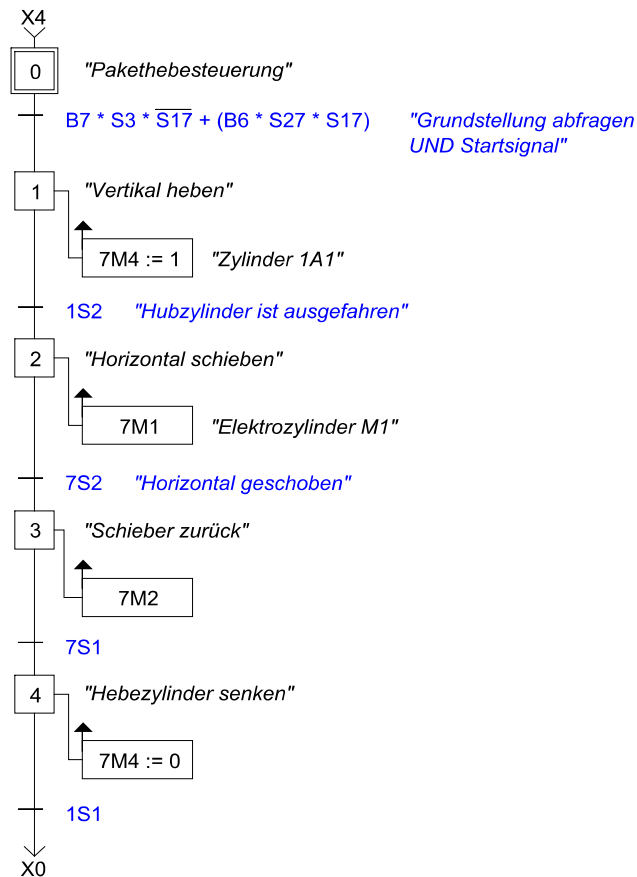 X4
0 "Pakethebesteuerung"
B7 * S3 * S̅1̅7̅ + (B6 * S27 * S17) "Grundstellung abfragen
UND Startsignal"
1 "Vertikal heben"
7M4 := 1 "Zylinder 1A1"
1S2 "Hubzylinder ist ausgefahren"
2 "Horizontal schieben"
7M1 "Elektrozylinder M1"
7S2 "Horizontal geschoben"
3 "Schieber zurück"
7M2
7S1
4 "Hebezylinder senken"
7M4 := 0
1S1
X0